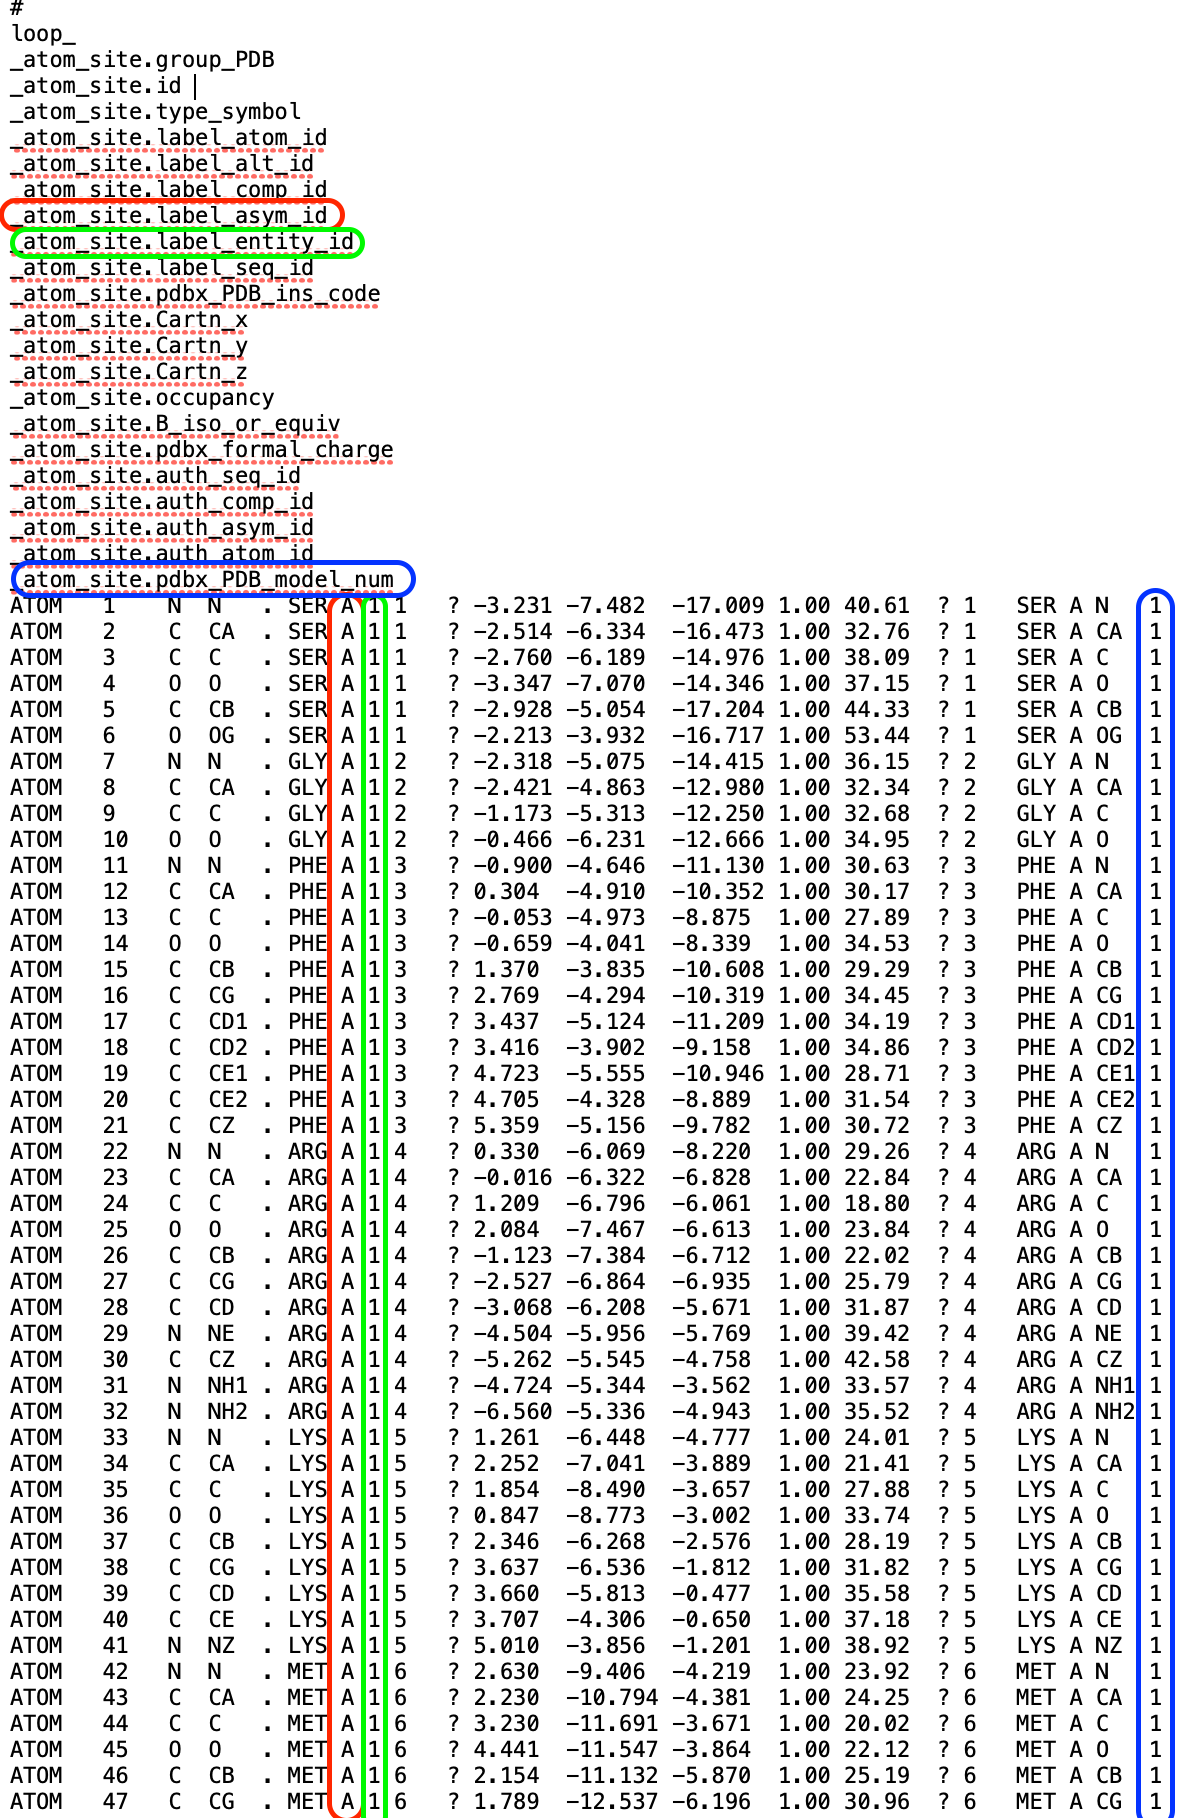 #
loop_
_atom_site.group_PDB
_atom_site.id
_atom_site.type_symbol
_atom_site.label_atom_id
_atom_site.label_alt_id
_atom_site.label_comp_id
_atom_site.label_asym_id
_atom_site.label_entity_id
_atom_site.label_seq_id
_atom_site.pdbx_PDB_ins_code
_atom_site.Cartn_x
_atom_site.Cartn_y
_atom_site.Cartn_z
_atom_site.occupancy
_atom_site.B_iso_or_equiv
_atom_site.pdbx_formal_charge
_atom_site.auth_seq_id
_atom_site.auth_comp_id
_atom_site.auth_asym_id
_atom_site.auth_atom_id
_atom_site.pdbx_PDB_model_num
ATOM 1 N N . SER A 1 1 ? -3.231 -7.482 -17.009 1.00 40.61 ? 1 SER A N 1
ATOM 2 C CA . SER A 1 1 ? -2.514 -6.334 -16.473 1.00 32.76 ? 1 SER A CA 1
ATOM 3 C C . SER A 1 1 ? -2.760 -6.189 -14.976 1.00 38.09 ? 1 SER A C 1
ATOM 4 O O . SER A 1 1 ? -3.347 -7.070 -14.346 1.00 37.15 ? 1 SER A O 1
ATOM 5 C CB . SER A 1 1 ? -2.928 -5.054 -17.204 1.00 44.33 ? 1 SER A CB 1
ATOM 6 O OG . SER A 1 1 ? -2.213 -3.932 -16.717 1.00 53.44 ? 1 SER A OG 1
ATOM 7 N N . GLY A 1 2 ? -2.318 -5.075 -14.415 1.00 36.15 ? 2 GLY A N 1
ATOM 8 C CA . GLY A 1 2 ? -2.421 -4.863 -12.980 1.00 32.34 ? 2 GLY A CA 1
ATOM 9 C C . GLY A 1 2 ? -1.173 -5.313 -12.250 1.00 32.68 ? 2 GLY A C 1
ATOM 10 O O . GLY A 1 2 ? -0.466 -6.231 -12.666 1.00 34.95 ? 2 GLY A O 1
ATOM 11 N N . PHE A 1 3 ? -0.900 -4.646 -11.130 1.00 30.63 ? 3 PHE A N 1
ATOM 12 C CA . PHE A 1 3 ? 0.304 -4.910 -10.352 1.00 30.17 ? 3 PHE A CA 1
ATOM 13 C C . PHE A 1 3 ? -0.053 -4.973 -8.875 1.00 27.89 ? 3 PHE A C 1
ATOM 14 O O . PHE A 1 3 ? -0.659 -4.041 -8.339 1.00 34.53 ? 3 PHE A O 1
ATOM 15 C CB . PHE A 1 3 ? 1.370 -3.835 -10.608 1.00 29.29 ? 3 PHE A CB 1
ATOM 16 C CG . PHE A 1 3 ? 2.769 -4.294 -10.319 1.00 34.45 ? 3 PHE A CG 1
ATOM 17 C CD1 . PHE A 1 3 ? 3.437 -5.124 -11.209 1.00 34.19 ? 3 PHE A CD1 1
ATOM 18 C CD2 . PHE A 1 3 ? 3.416 -3.902 -9.158 1.00 34.86 ? 3 PHE A CD2 1
ATOM 19 C CE1 . PHE A 1 3 ? 4.723 -5.555 -10.946 1.00 28.71 ? 3 PHE A CE1 1
ATOM 20 C CE2 . PHE A 1 3 ? 4.705 -4.328 -8.889 1.00 31.54 ? 3 PHE A CE2 1
ATOM 21 C CZ . PHE A 1 3 ? 5.359 -5.156 -9.782 1.00 30.72 ? 3 PHE A CZ 1
ATOM 22 N N . ARG A 1 4 ? 0.330 -6.069 -8.220 1.00 29.26 ? 4 ARG A N 1
ATOM 23 C CA . ARG A 1 4 ? -0.016 -6.322 -6.828 1.00 22.84 ? 4 ARG A CA 1
ATOM 24 C C . ARG A 1 4 ? 1.209 -6.796 -6.061 1.00 18.80 ? 4 ARG A C 1
ATOM 25 O O . ARG A 1 4 ? 2.084 -7.467 -6.613 1.00 23.84 ? 4 ARG A O 1
ATOM 26 C CB . ARG A 1 4 ? -1.123 -7.384 -6.712 1.00 22.02 ? 4 ARG A CB 1
ATOM 27 C CG . ARG A 1 4 ? -2.527 -6.864 -6.935 1.00 25.79 ? 4 ARG A CG 1
ATOM 28 C CD . ARG A 1 4 ? -3.068 -6.208 -5.671 1.00 31.87 ? 4 ARG A CD 1
ATOM 29 N NE . ARG A 1 4 ? -4.504 -5.956 -5.769 1.00 39.42 ? 4 ARG A NE 1
ATOM 30 C CZ . ARG A 1 4 ? -5.262 -5.545 -4.758 1.00 42.58 ? 4 ARG A CZ 1
ATOM 31 N NH1 . ARG A 1 4 ? -4.724 -5.344 -3.562 1.00 33.57 ? 4 ARG A NH1 1
ATOM 32 N NH2 . ARG A 1 4 ? -6.560 -5.336 -4.943 1.00 35.52 ? 4 ARG A NH2 1
ATOM 33 N N . LYS A 1 5 ? 1.261 -6.448 -4.777 1.00 24.01 ? 5 LYS A N 1
ATOM 34 C CA . LYS A 1 5 ? 2.252 -7.041 -3.889 1.00 21.41 ? 5 LYS A CA 1
ATOM 35 C C . LYS A 1 5 ? 1.854 -8.490 -3.657 1.00 27.88 ? 5 LYS A C 1
ATOM 36 O O . LYS A 1 5 ? 0.847 -8.773 -3.002 1.00 33.74 ? 5 LYS A O 1
ATOM 37 C CB . LYS A 1 5 ? 2.346 -6.268 -2.576 1.00 28.19 ? 5 LYS A CB 1
ATOM 38 C CG . LYS A 1 5 ? 3.637 -6.536 -1.812 1.00 31.82 ? 5 LYS A CG 1
ATOM 39 C CD . LYS A 1 5 ? 3.660 -5.813 -0.477 1.00 35.58 ? 5 LYS A CD 1
ATOM 40 C CE . LYS A 1 5 ? 3.707 -4.306 -0.650 1.00 37.18 ? 5 LYS A CE 1
ATOM 41 N NZ . LYS A 1 5 ? 5.010 -3.856 -1.201 1.00 38.92 ? 5 LYS A NZ 1
ATOM 42 N N . MET A 1 6 ? 2.630 -9.406 -4.219 1.00 23.92 ? 6 MET A N 1
ATOM 43 C CA . MET A 1 6 ? 2.230 -10.794 -4.381 1.00 24.25 ? 6 MET A CA 1
ATOM 44 C C . MET A 1 6 ? 3.230 -11.691 -3.671 1.00 20.02 ? 6 MET A C 1
ATOM 45 O O . MET A 1 6 ? 4.441 -11.547 -3.864 1.00 22.12 ? 6 MET A O 1
ATOM 46 C CB . MET A 1 6 ? 2.154 -11.132 -5.870 1.00 25.19 ? 6 MET A CB 1
ATOM 47 C CG . MET A 1 6 ? 1.789 -12.537 -6.196 1.00 30.96 ? 6 MET A CG 1